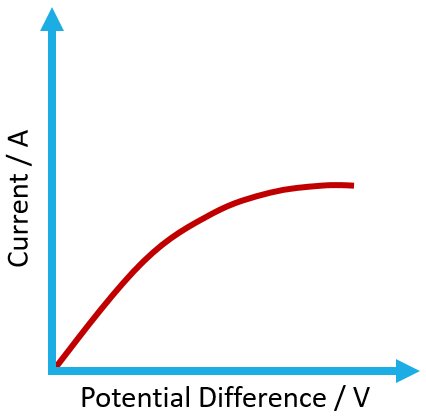 Current / A
Potential Difference / V